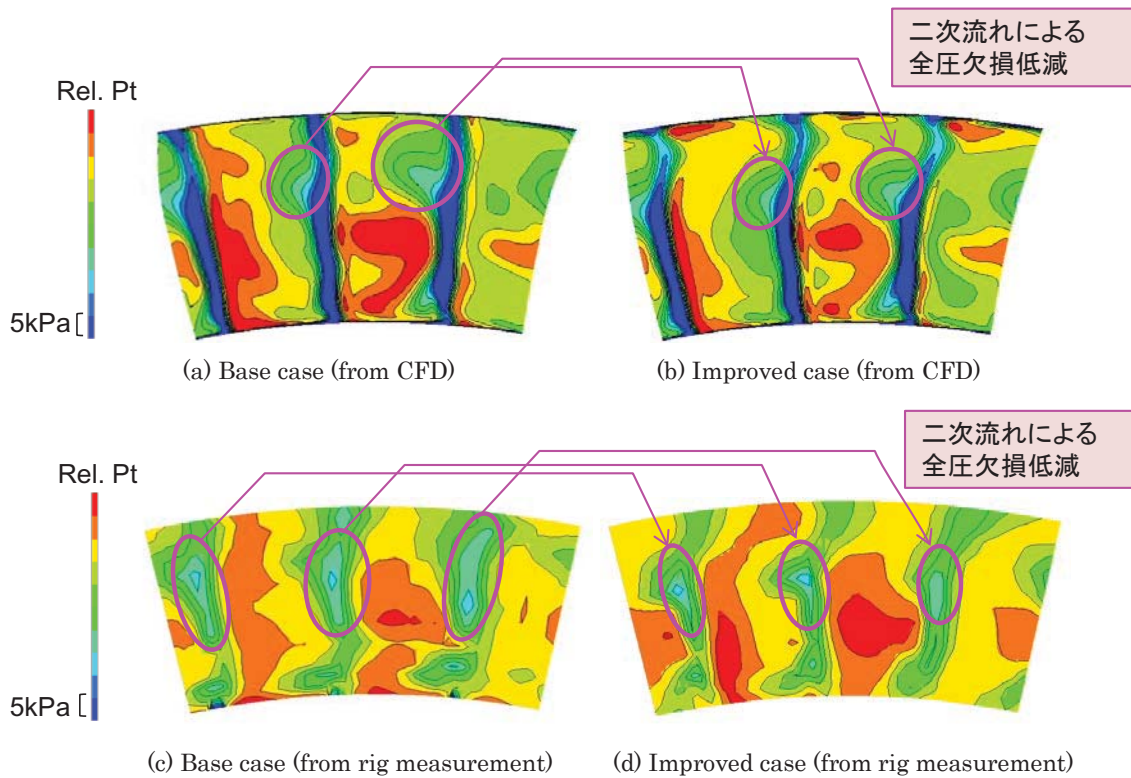 二次流れによる
全圧欠損低減
Rel. Pt
5kPa
(a) Base case (from CFD)
(b) Improved case (from CFD)
二次流れによる
全圧欠損低減
Rel. Pt
5kPa
(c) Base case (from rig measurement)
(d) Improved case (from rig measurement)